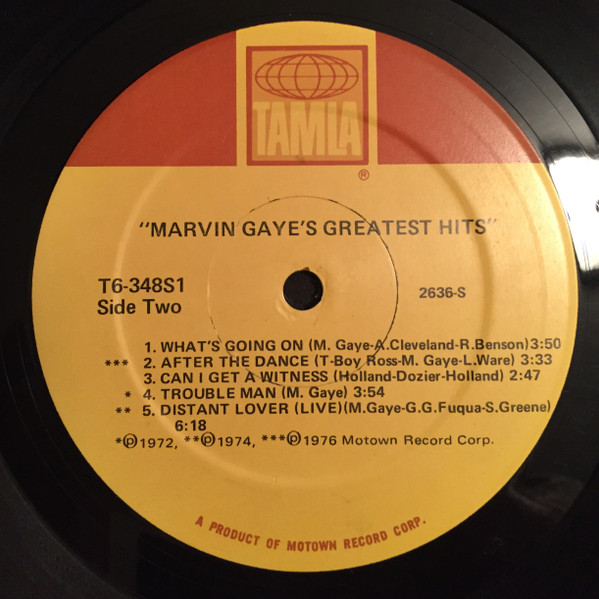 TAMLA
®
"MARVIN GAYE'S GREATEST HITS"
T6-348S1
Side Two
2636-S
1. WHAT'S GOING ON (M. Gaye-A.Cleveland-R.Benson)3:50
*** 2. AFTER THE DANCE (T-Boy Ross-M. Gaye-L.Ware) 3:33
3. CAN I GET A WITNESS (Holland-Dozier-Holland) 2:47
* 4. TROUBLE MAN (M. Gaye) 3:54
** 5. DISTANT LOVER (LIVE)(M.Gaye-G.G.Fuqua-S.Greene)
6:18
*℗1972, **℗1974, ***℗1976 Motown Record Corp.
A PRODUCT OF MOTOWN RECORD CORP.